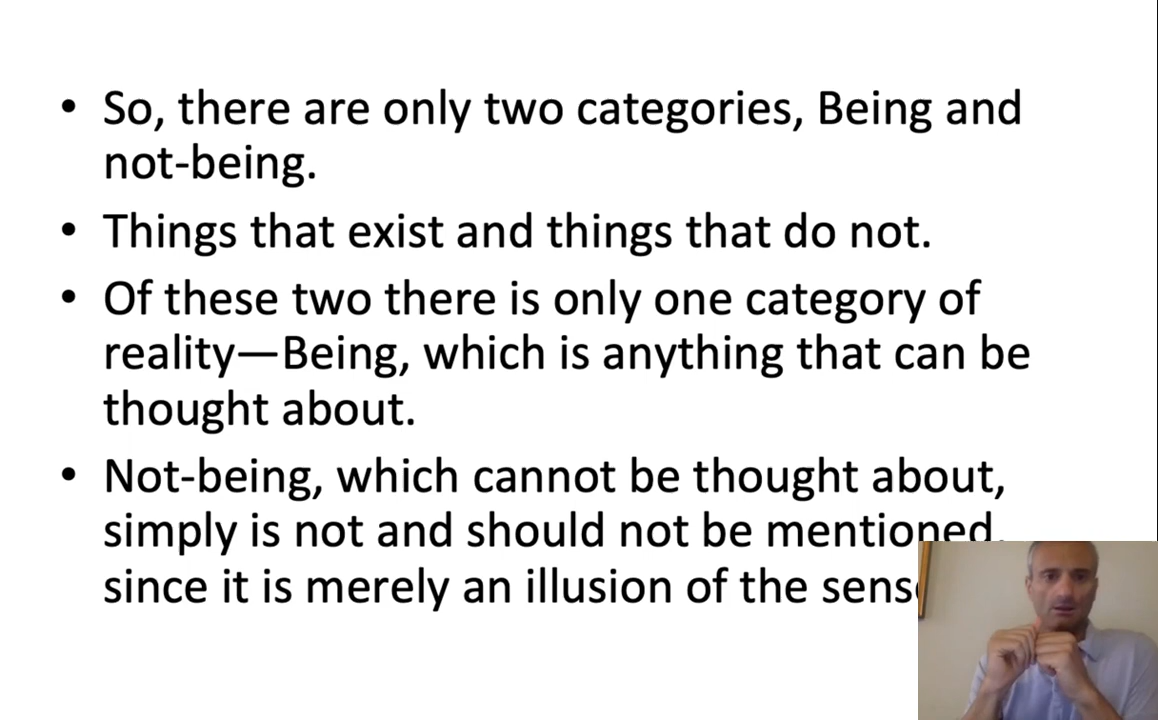 • So, there are only two categories, Being and
not-being.
• Things that exist and things that do not.
• Of these two there is only one category of
reality—Being, which is anything that can be
thought about.
• Not-being, which cannot be thought about,
simply is not and should not be mentioned,
since it is merely an illusion of the